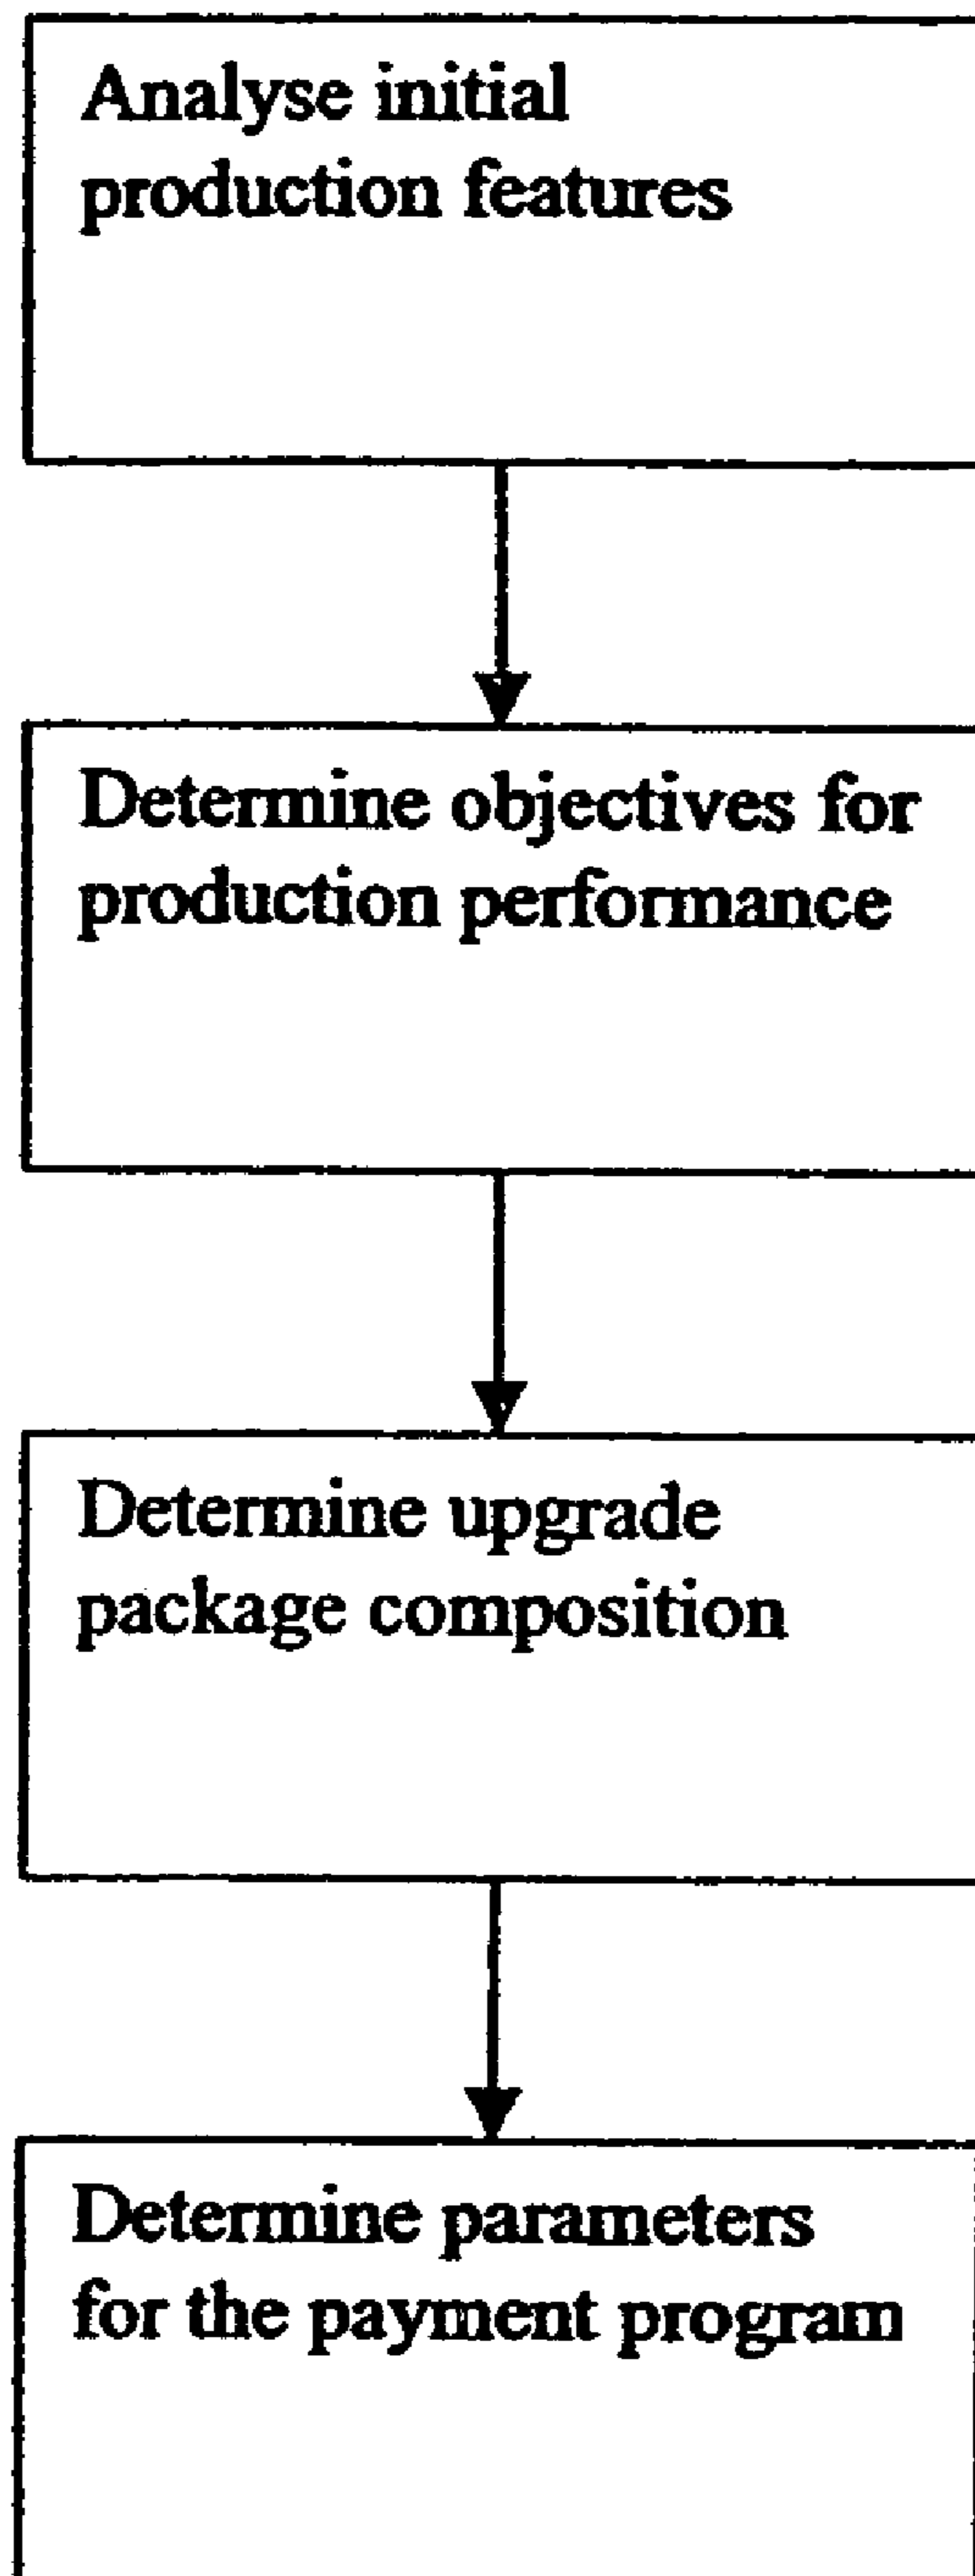 Analyse initial
production features
Determine objectives for
production performance
Determine upgrade
package composition
Determine parameters
for the payment program